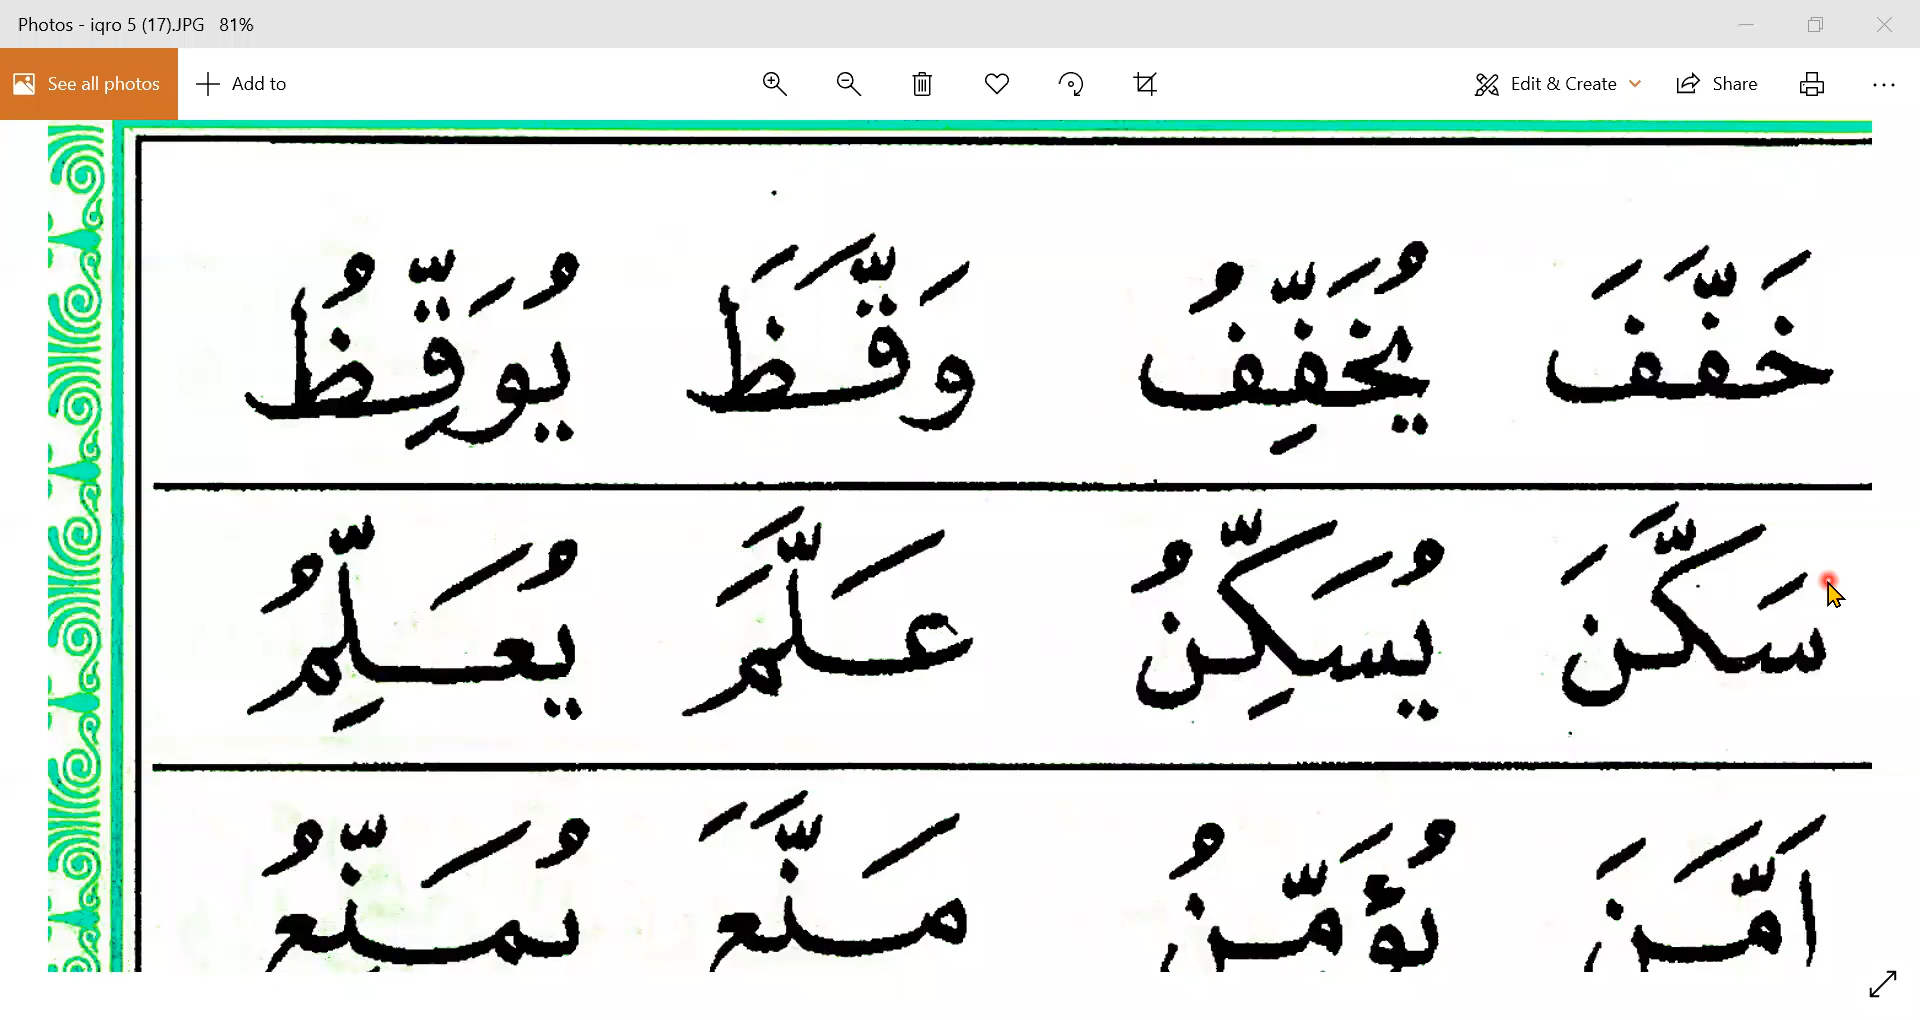 Photos - iqro 5 (17).JPG 81%
See all photos
Add to
Edit & Create
Share
خَفَّفَ يُخَفِّفُ وَقَّظَ يُوَقِّظُ
سَكَّنَ يُسَكِّنُ عَلَّمَ يُعَلِّمُ
اَمَّنَ يُؤَمِّنُ مَنَّعَ يُمَنِّعُ